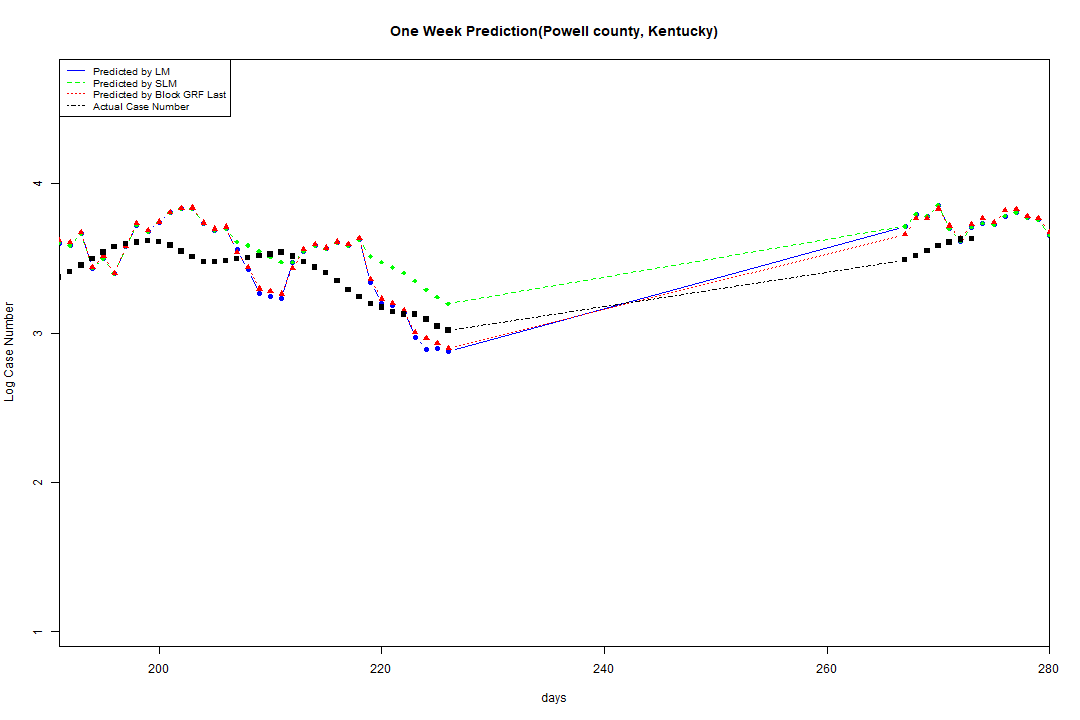 One Week Prediction(Powell county, Kentucky)
Predicted by LM
Predicted by SLM
Predicted by Block GRF Last
Actual Case Number
4
3
2
1
Log Case Number
200 220 240 260 280
days